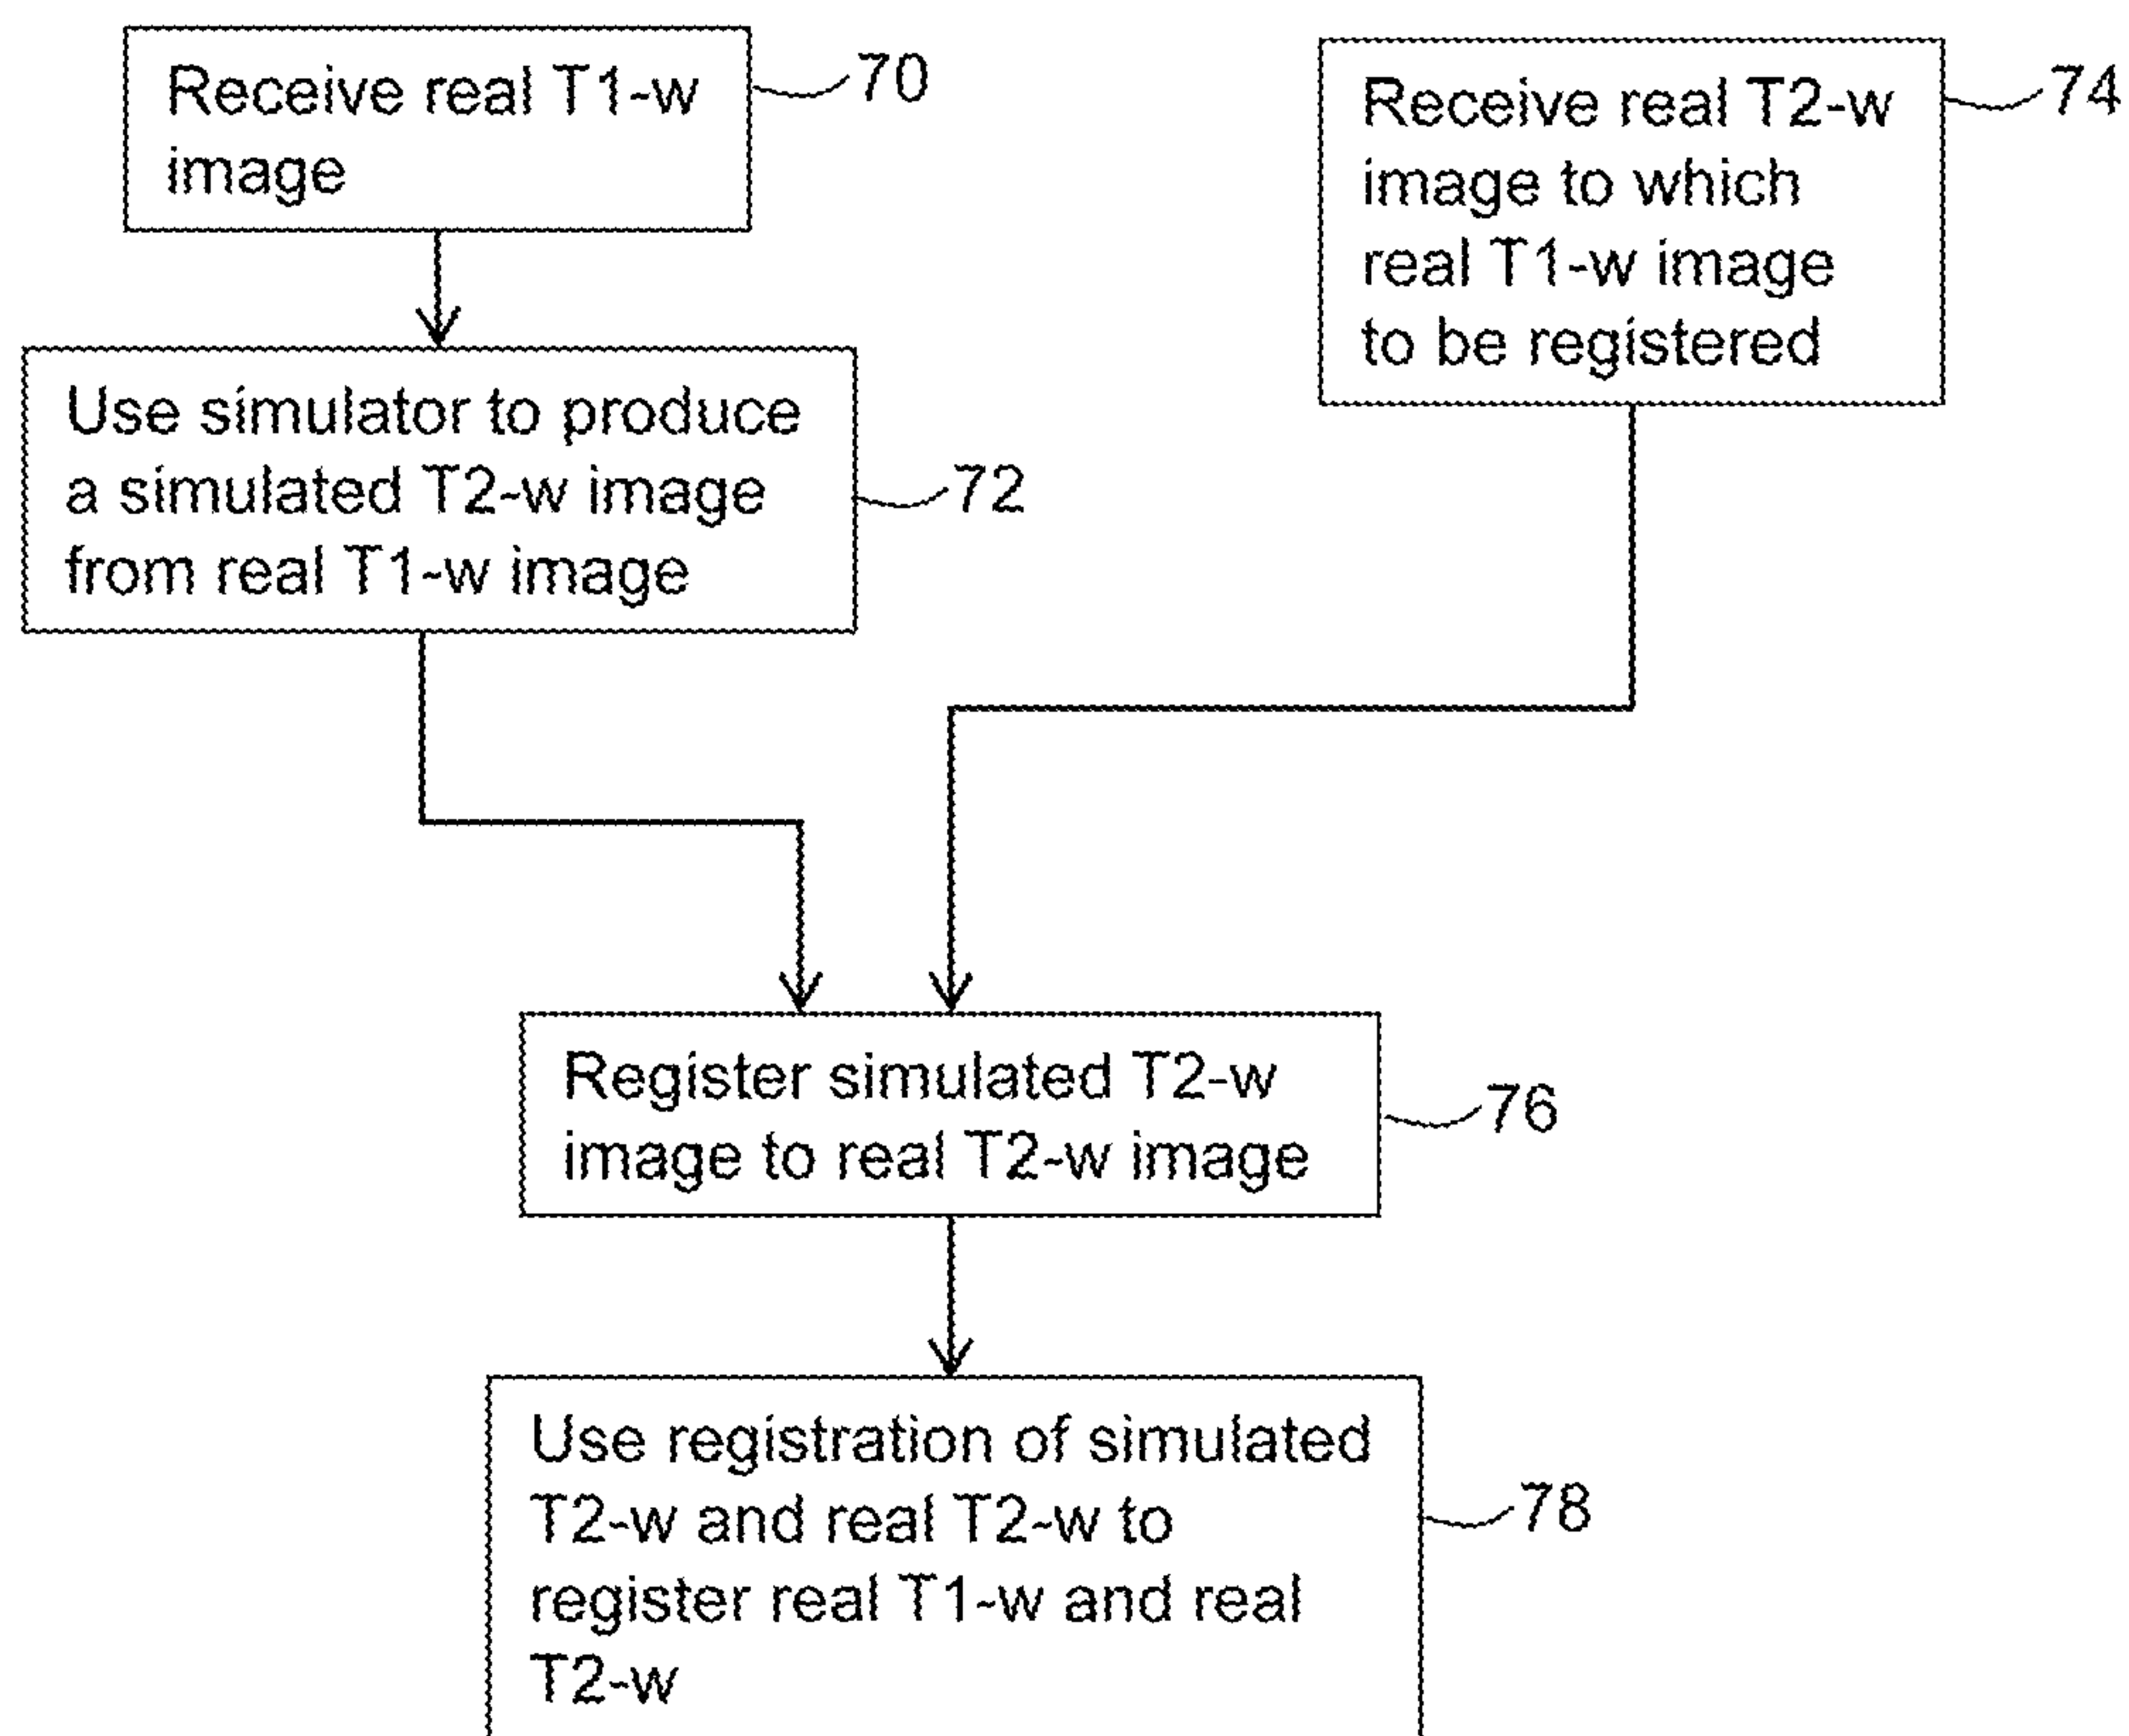 Receive real T1-w
image
70
Use simulator to produce
a simulated T2-w image
from real T1-w image
72
Receive real T2-w
image to which
real T1-w image
to be registered
74
Register simulated T2-w
image to real T2-w image
76
Use registration of simulated
T2-w and real T2-w to
register real T1-w and real
T2-w
78